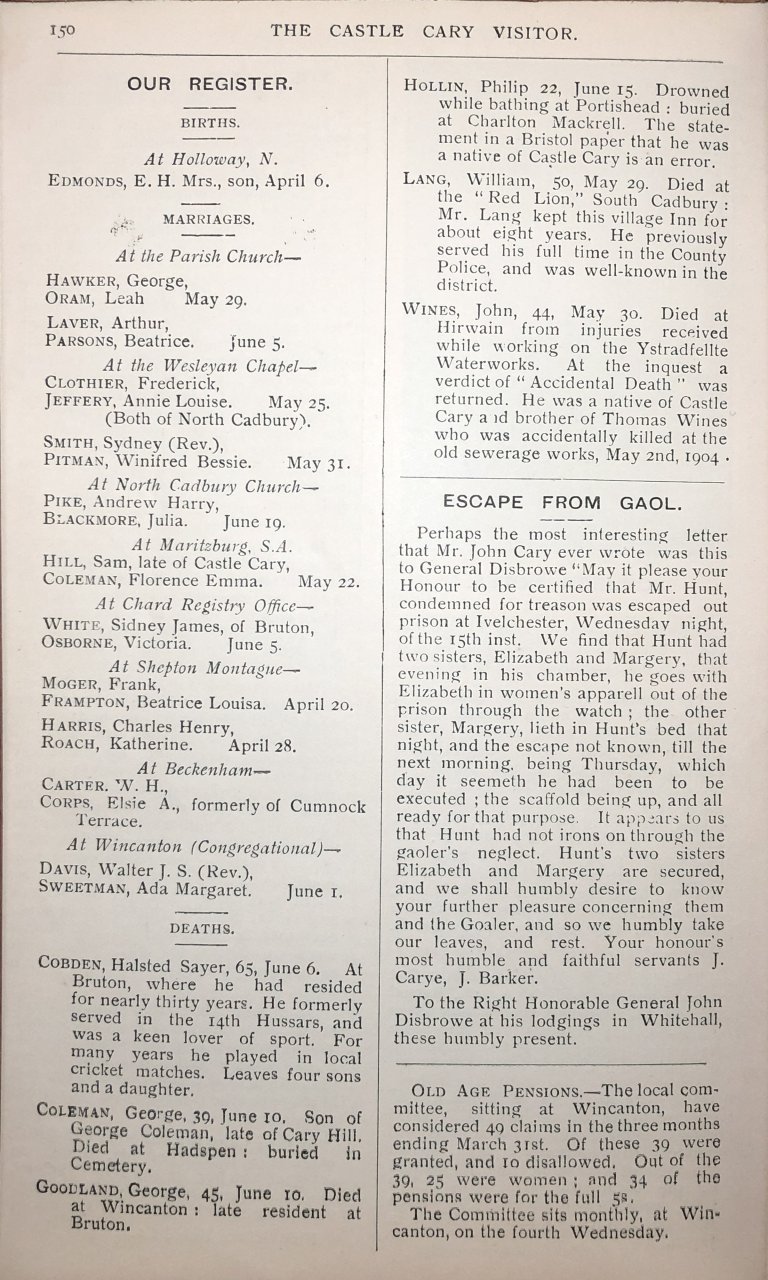 150
THE CASTLE CARY VISITOR.
OUR REGISTER.
BIRTHS.
At Holloway, N.
EDMONDS, E. H. Mrs., son, April 6.
MARRIAGES.
At the Parish Church—
HAWKER, George,
ORAM, Leah May 29.
LAVER, Arthur,
PARSONS, Beatrice. June 5.
At the Wesleyan Chapel—
CLOTHIER, Frederick,
JEFFERY, Annie Louise. May 25.
(Both of North Cadbury).
SMITH, Sydney (Rev.),
PITMAN, Winifred Bessie. May 31.
At North Cadbury Church—
PIKE, Andrew Harry,
BLACKMORE, Julia. June 19.
At Maritzburg, S.A.
HILL, Sam, late of Castle Cary,
COLEMAN, Florence Emma. May 22.
At Chard Registry Office—
WHITE, Sidney James, of Bruton,
OSBORNE, Victoria. June 5.
At Shepton Montague—
MOGER, Frank,
FRAMPTON, Beatrice Louisa. April 20.
HARRIS, Charles Henry,
ROACH, Katherine. April 28.
At Beckenham—
CARTER. W. H.,
CORPS, Elsie A., formerly of Cumnock
Terrace.
At Wincanton (Congregational)—
DAVIS, Walter J. S. (Rev.),
SWEETMAN, Ada Margaret. June 1.
DEATHS.
COBDEN, Halsted Sayer, 65, June 6. At
Bruton, where he had resided
for nearly thirty years. He formerly
served in the 14th Hussars, and
was a keen lover of sport. For
many years he played in local
cricket matches. Leaves four sons
and a daughter.
COLEMAN, George, 39, June 10. Son of
George Coleman, late of Cary Hill.
Died at Hadspen : buried in
Cemetery.
GOODLAND, George, 45, June 10. Died
at Wincanton : late resident at
Bruton.
HOLLIN, Philip 22, June 15. Drowned
while bathing at Portishead : buried
at Charlton Mackrell. The state-
ment in a Bristol paper that he was
a native of Castle Cary is an error.
LANG, William, 50, May 29. Died at
the "Red Lion," South Cadbury :
Mr. Lang kept this village Inn for
about eight years. He previously
served his full time in the County
Police, and was well-known in the
district.
WINES, John, 44, May 30. Died at
Hirwain from injuries received
while working on the Ystradfellte
Waterworks. At the inquest a
verdict of "Accidental Death" was
returned. He was a native of Castle
Cary a d brother of Thomas Wines
who was accidentally killed at the
old sewerage works, May 2nd, 1904.
ESCAPE FROM GAOL.
Perhaps the most interesting letter
that Mr. John Cary ever wrote was this
to General Disbrowe "May it please your
Honour to be certified that Mr. Hunt,
condemned for treason was escaped out
prison at Ivelchester, Wednesday night,
of the 15th inst. We find that Hunt had
two sisters, Elizabeth and Margery, that
evening in his chamber, he goes with
Elizabeth in women's apparell out of the
prison through the watch ; the other
sister, Margery, lieth in Hunt's bed that
night, and the escape not known, till the
next morning, being Thursday, which
day it seemeth he had been to be
executed ; the scaffold being up, and all
ready for that purpose. It appears to us
that Hunt had not irons on through the
gaoler's neglect. Hunt's two sisters
Elizabeth and Margery are secured,
and we shall humbly desire to know
your further pleasure concerning them
and the Goaler, and so we humbly take
our leaves, and rest. Your honour's
most humble and faithful servants J.
Carye, J. Barker.
To the Right Honorable General John
Disbrowe at his lodgings in Whitehall,
these humbly present.
OLD AGE PENSIONS.—The local com-
mittee, sitting at Wincanton, have
considered 49 claims in the three months
ending March 31st. Of these 39 were
granted, and 10 disallowed. Out of the
39, 25 were women ; and 34 of the
pensions were for the full 5s.
The Committee sits monthly, at Win-
canton, on the fourth Wednesday.